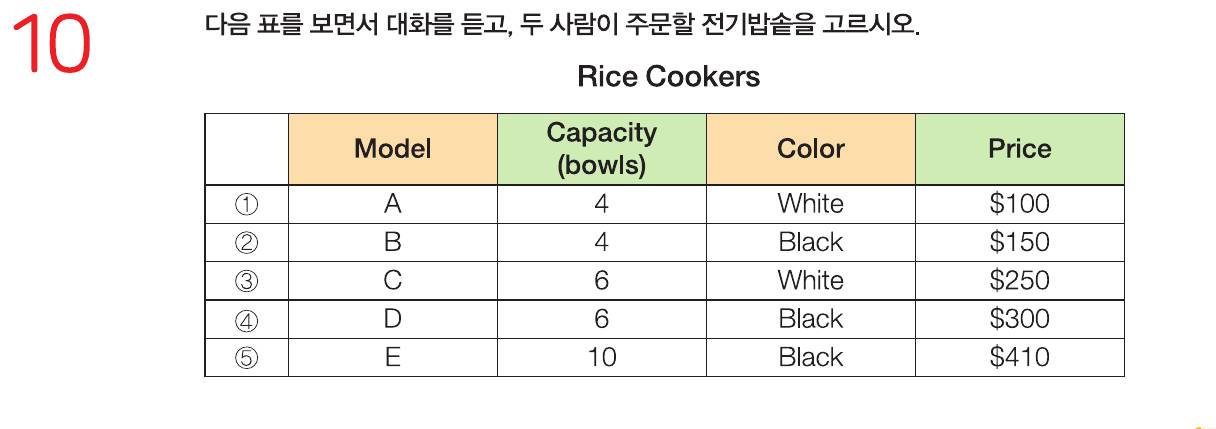 10
다음 표를 보면서 대화를 듣고, 두 사람이 주문할 전기밥솥을 고르시오.
Rice Cookers
Model Capacity (bowls) Color Price
① A 4 White $100
② B 4 Black $150
③ C 6 White $250
④ D 6 Black $300
⑤ E 10 Black $410